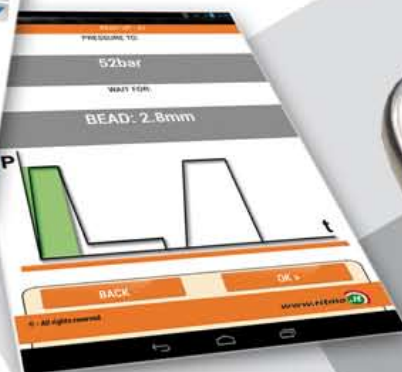 PRESSURE TO:
52bar
WAIT FOR:
BEAD: 2.8mm
P
t
BACK
OK »
www.ritmo.it
All rights reserved